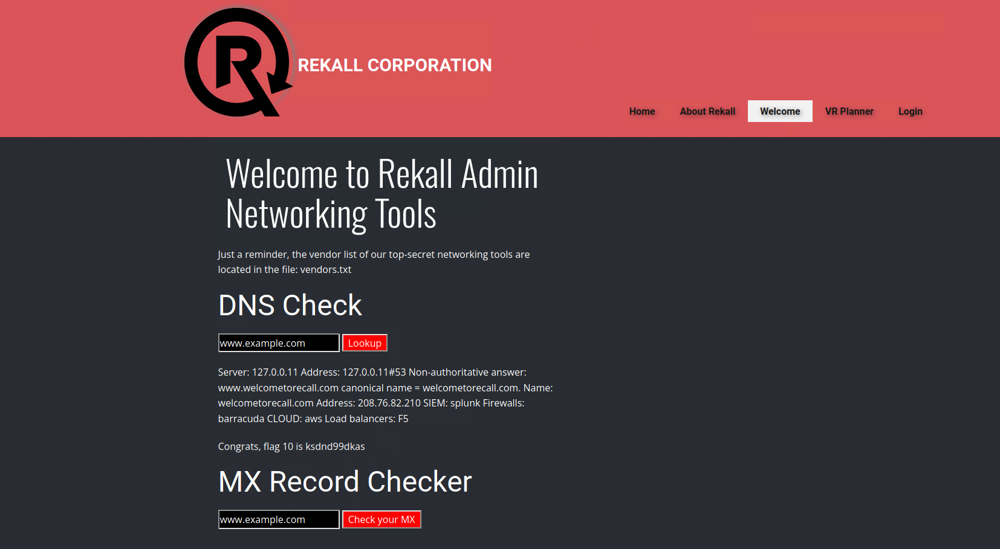 R
REKALL CORPORATION
Home About Rekall Welcome VR Planner Login
Welcome to Rekall Admin
Networking Tools
Just a reminder, the vendor list of our top-secret networking tools are
located in the file: vendors.txt
DNS Check
www.example.com Lookup
Server: 127.0.0.11 Address: 127.0.0.11#53 Non-authoritative answer:
www.welcometorecall.com canonical name = welcometorecall.com. Name:
welcometorecall.com Address: 208.76.82.210 SIEM: splunk Firewalls:
barracuda CLOUD: aws Load balancers: F5
Congrats, flag 10 is ksdnd99dkas
MX Record Checker
www.example.com Check your MX